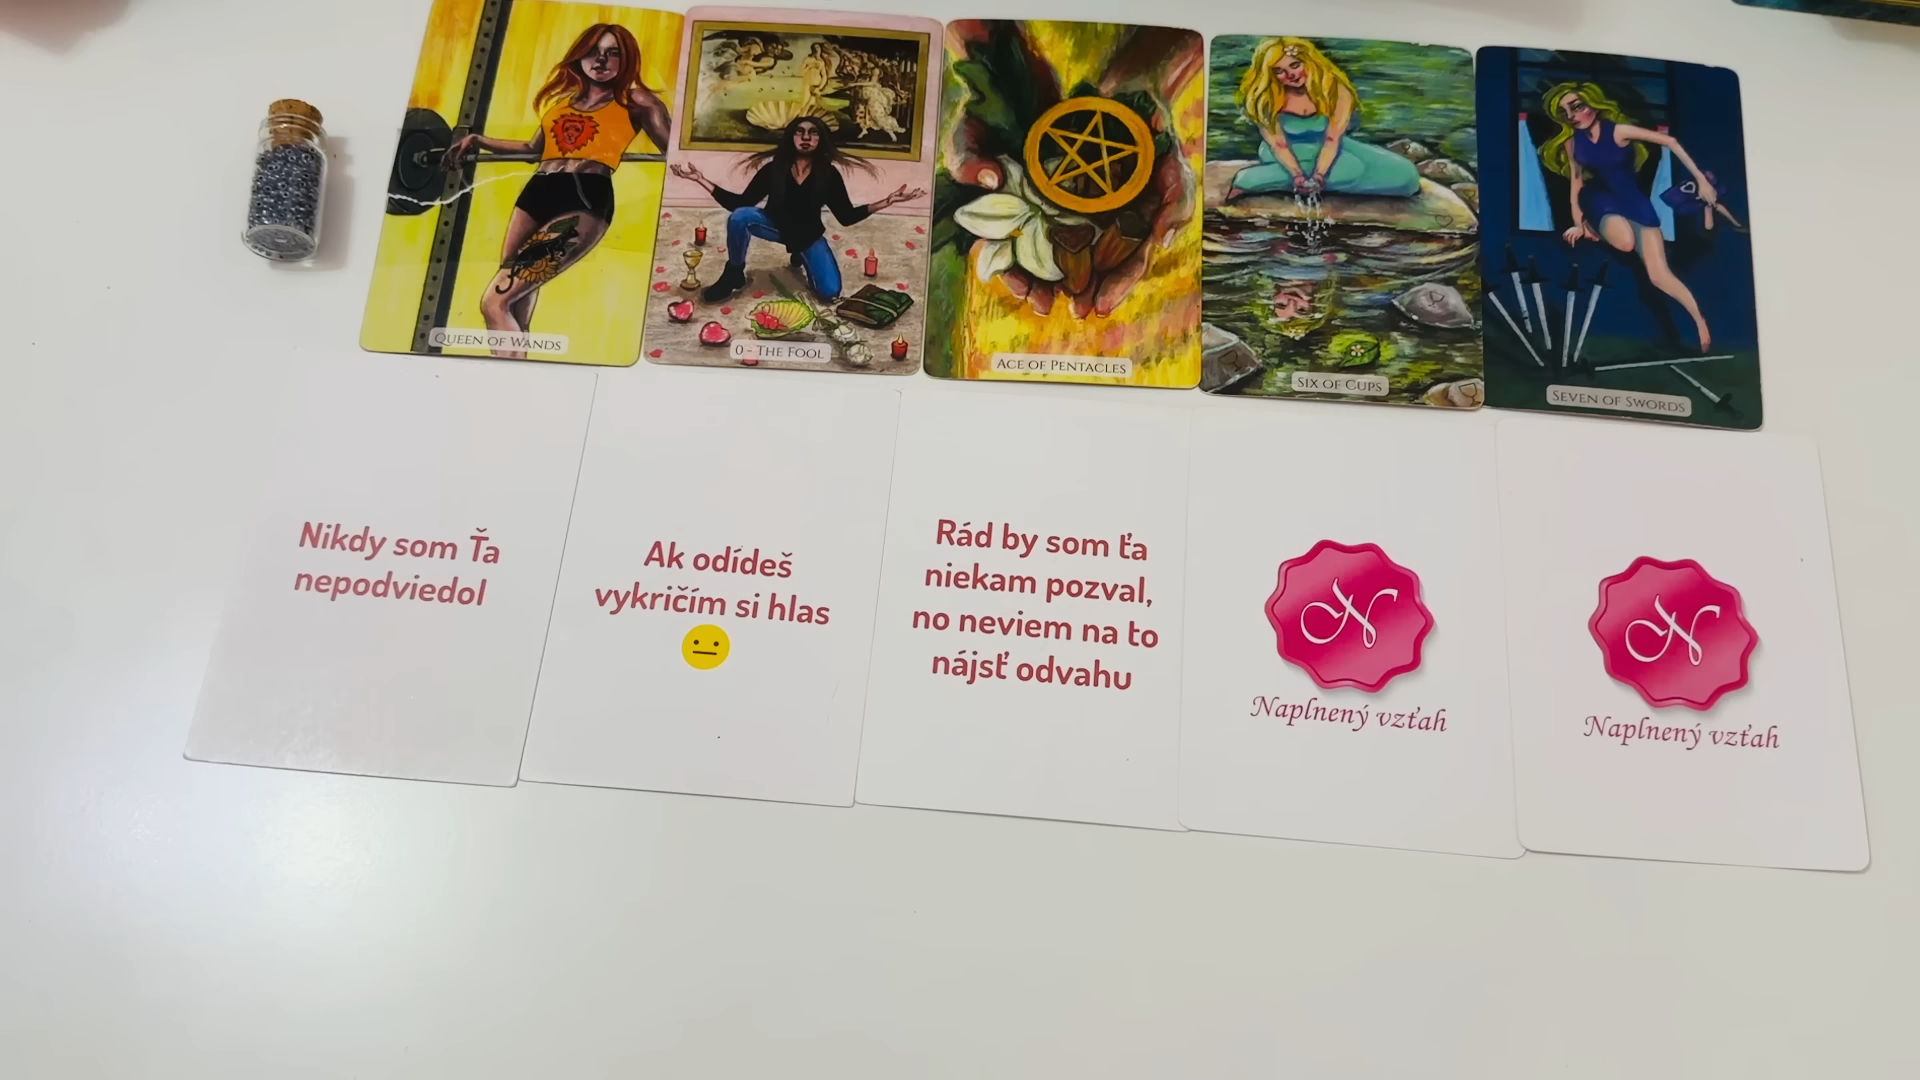 QUEEN OF WANDS
0 - THE FOOL
ACE OF PENTACLES
SIX OF CUPS
SEVEN OF SWORDS
Nikdy som Ťa
nepodviedol
Ak odídeš
vykričím si hlas
Rád by som ťa
niekam pozval,
no neviem na to
nájsť odvahu
N
Naplnený vzťah
N
Naplnený vzťah